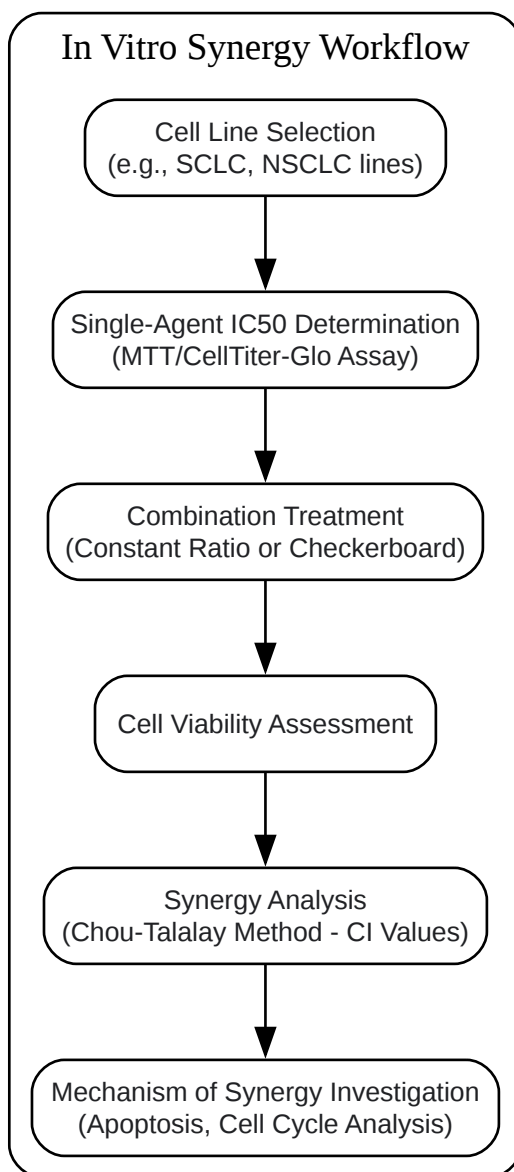 In Vitro Synergy Workflow
Cell Line Selection
(e.g., SCLC, NSCLC lines)
Single-Agent IC50 Determination
(MTT/CellTiter-Glo Assay)
Combination Treatment
(Constant Ratio or Checkerboard)
Cell Viability Assessment
Synergy Analysis
(Chou-Talalay Method - CI Values)
Mechanism of Synergy Investigation
(Apoptosis, Cell Cycle Analysis)